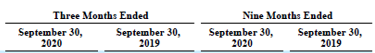 Three Months Ended Nine Months Ended
September 30, September 30, September 30, September 30,
2020 2019 2020 2019